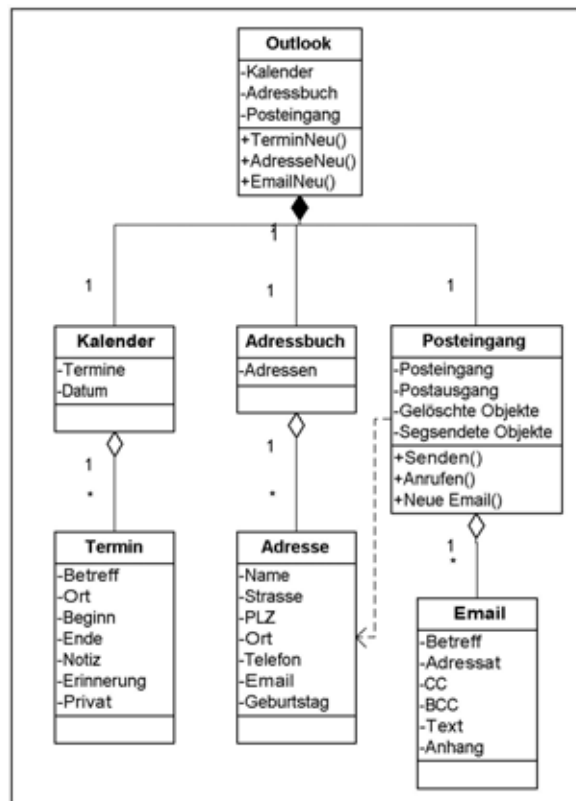 Outlook
-Kalender
-Adressbuch
-Posteingang
+TerminNeu()
+AdresseNeu()
+EmailNeu()
1
1
1
1
Kalender
-Termine
-Datum
Adressbuch
-Adressen
Posteingang
-Posteingang
-Postausgang
-Gelöschte Objekte
-Segsendete Objekte
+Senden()
+Anrufen()
+Neue Email()
1
*
1
*
1
*
Termin
-Betreff
-Ort
-Beginn
-Ende
-Notiz
-Erinnerung
-Privat
Adresse
-Name
-Strasse
-PLZ
-Ort
-Telefon
-Email
-Geburtstag
Email
-Betreff
-Adressat
-CC
-BCC
-Text
-Anhang